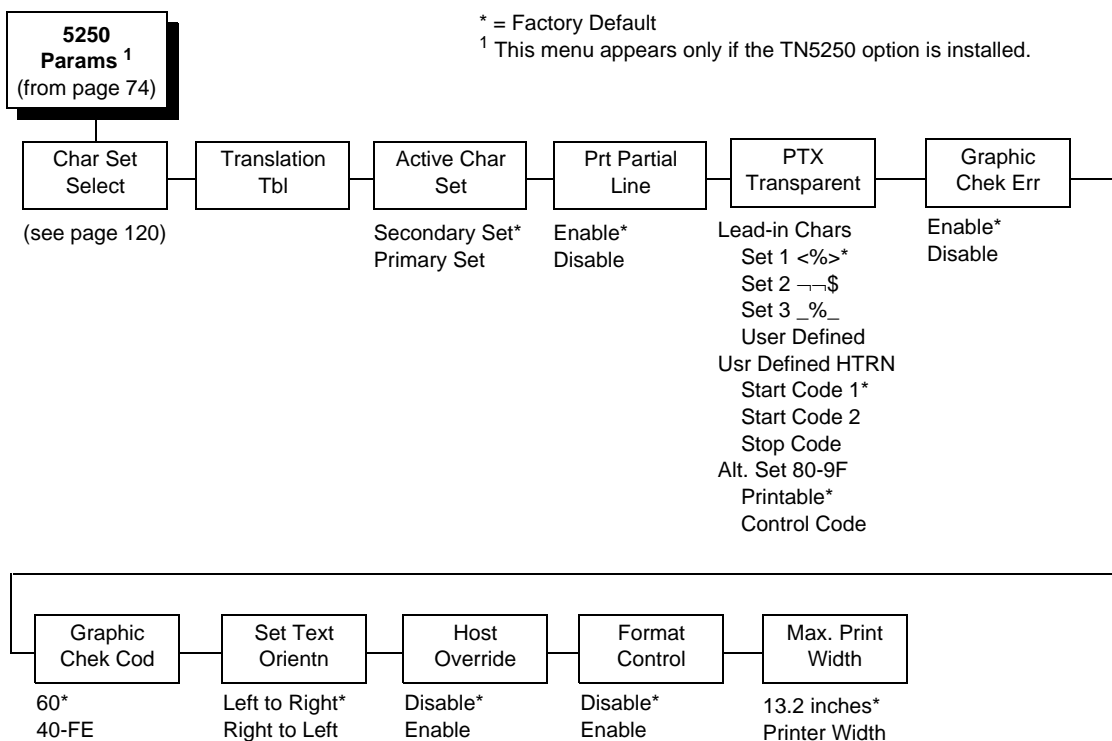 5250
Params 1
(from page 74)
* = Factory Default
1 This menu appears only if the TN5250 option is installed.
Char Set
Select
(see page 120)
Translation
Tbl
Active Char
Set
Secondary Set*
Primary Set
Prt Partial
Line
Enable*
Disable
PTX
Transparent
Lead-in Chars
Set 1 <%>*
Set 2 ¬¬$
Set 3 _%_
User Defined
Usr Defined HTRN
Start Code 1*
Start Code 2
Stop Code
Alt. Set 80-9F
Printable*
Control Code
Graphic
Chek Err
Enable*
Disable
Graphic
Chek Cod
60*
40-FE
Set Text
Orientn
Left to Right*
Right to Left
Host
Override
Disable*
Enable
Format
Control
Disable*
Enable
Max. Print
Width
13.2 inches*
Printer Width